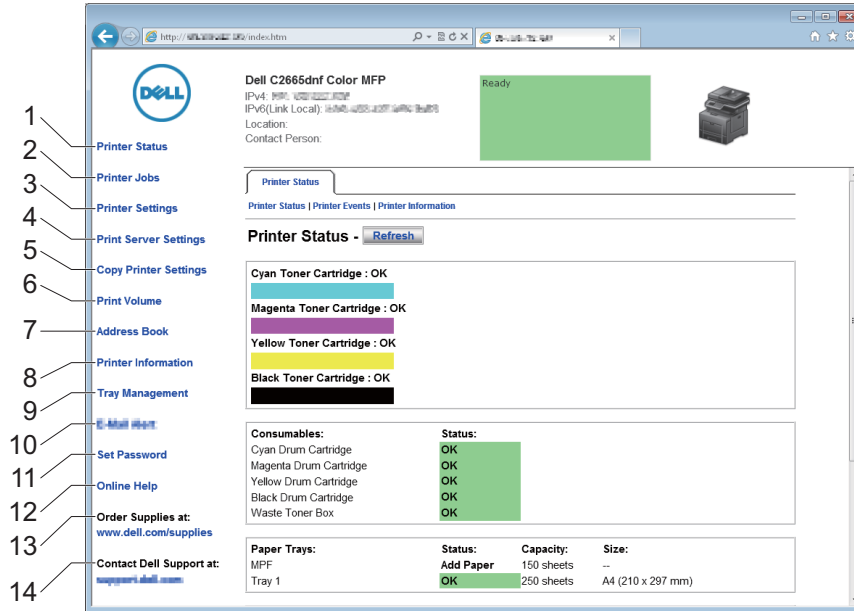 http://
/index.htm
DELL
Dell C2665dnf Color MFP
IPv4:
IPv6(Link Local):
Location:
Contact Person:
Ready
1
Printer Status
2
Printer Jobs
3
Printer Settings
4
Print Server Settings
5
Copy Printer Settings
6
Print Volume
7
Address Book
8
Printer Information
9
Tray Management
10
11
Set Password
12
Online Help
13
Order Supplies at:
www.dell.com/supplies
14
Contact Dell Support at:
Printer Status
Printer Status | Printer Events | Printer Information
Printer Status - Refresh
Cyan Toner Cartridge : OK
Magenta Toner Cartridge : OK
Yellow Toner Cartridge : OK
Black Toner Cartridge : OK
Consumables: Status:
Cyan Drum Cartridge OK
Magenta Drum Cartridge OK
Yellow Drum Cartridge OK
Black Drum Cartridge OK
Waste Toner Box OK
Paper Trays: Status: Capacity: Size:
MPF Add Paper 150 sheets --
Tray 1 OK 250 sheets A4 (210 x 297 mm)